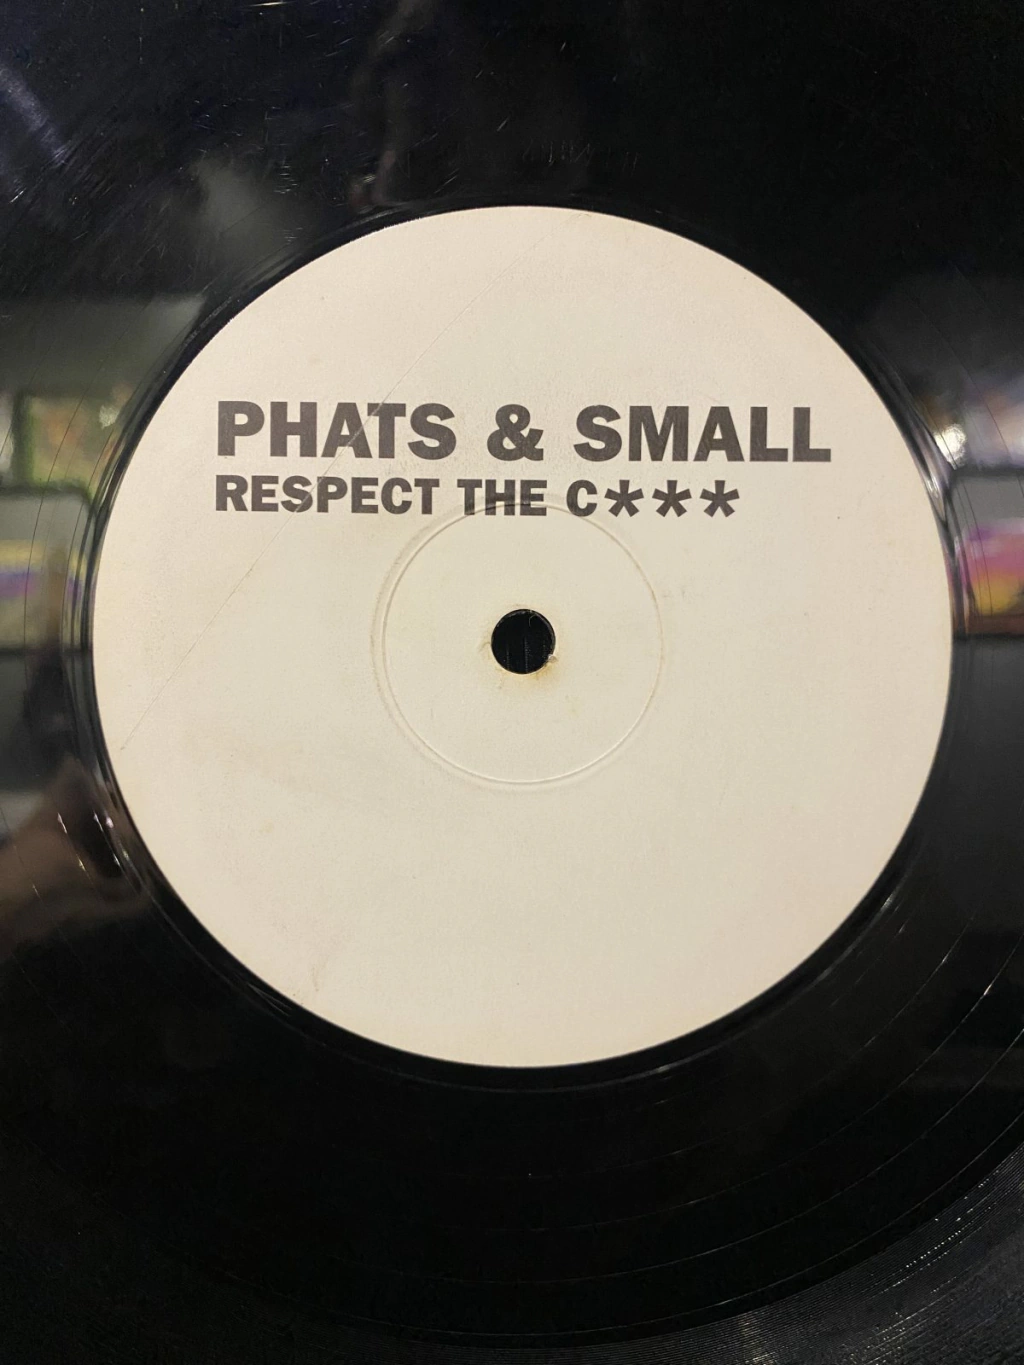 PHATS & SMALL
RESPECT THE C***